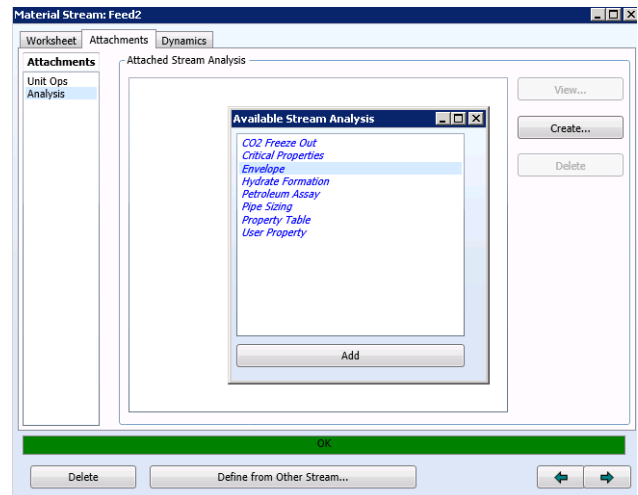 Material Stream: Feed2
Worksheet Attachments Dynamics
Attachments
Unit Ops
Analysis
Attached Stream Analysis
View...
Create...
Delete
Available Stream Analysis
CO2 Freeze Out
Critical Properties
Envelope
Hydrate Formation
Petroleum Assay
Pipe Sizing
Property Table
User Property
Add
OK
Delete
Define from Other Stream...